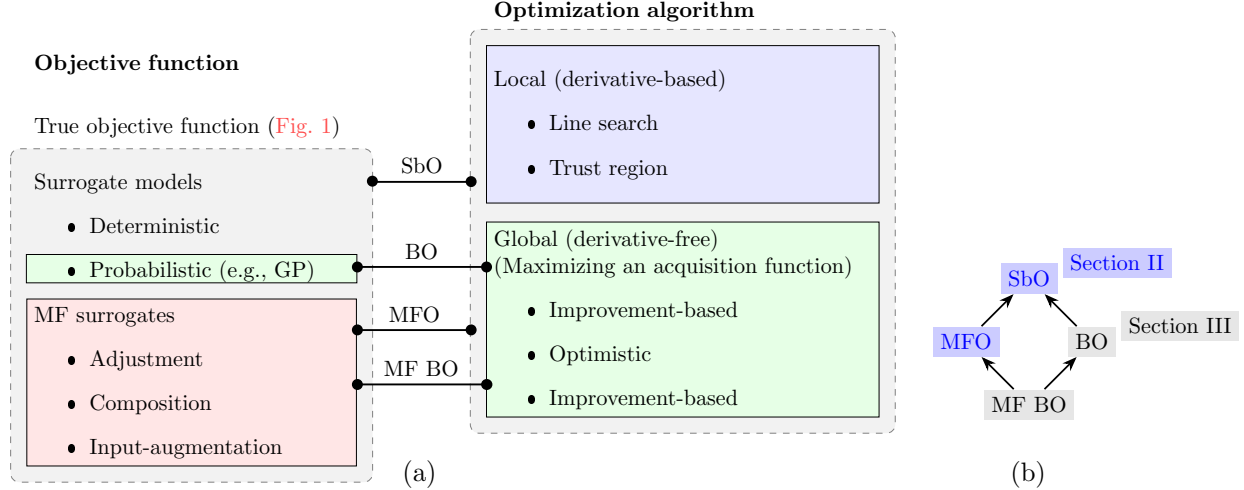 Optimization algorithm
Objective function
True objective function (Fig. 1)
Surrogate models
• Deterministic
• Probabilistic (e.g., GP)
MF surrogates
• Adjustment
• Composition
• Input-augmentation
SbO
BO
MFO
MF BO
Local (derivative-based)
• Line search
• Trust region
Global (derivative-free)
(Maximizing an acquisition function)
• Improvement-based
• Optimistic
• Improvement-based
(a)
SbO
Section II
MFO
BO
Section III
MF BO
(b)